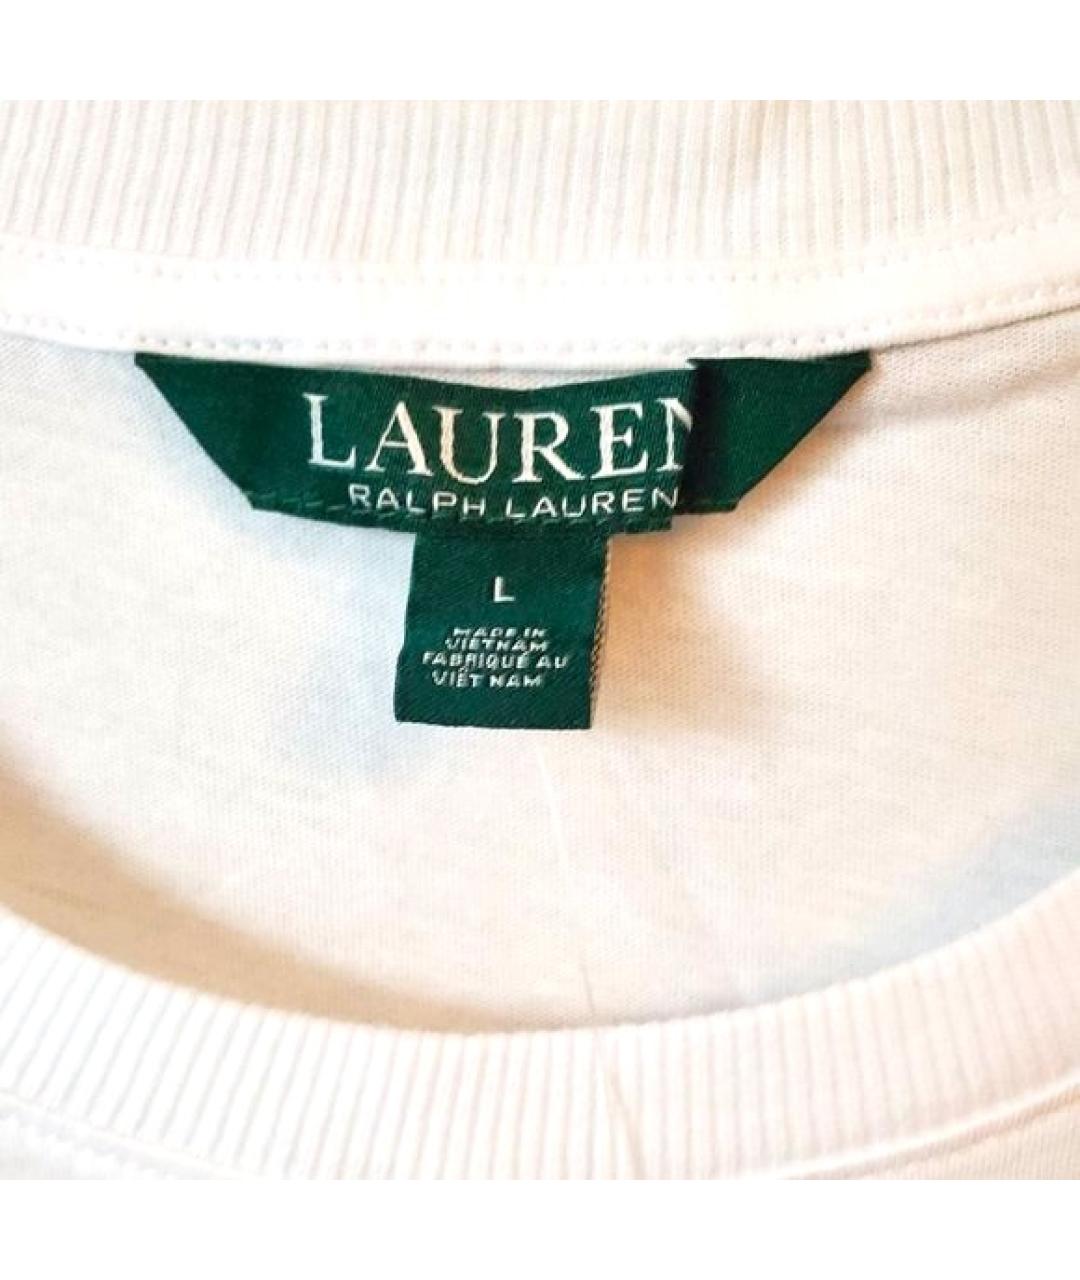 LAUREN
RALPH LAUREN
L
MADE IN
VIETNAM
FABRIQUÉ AU
VIÊT NAM